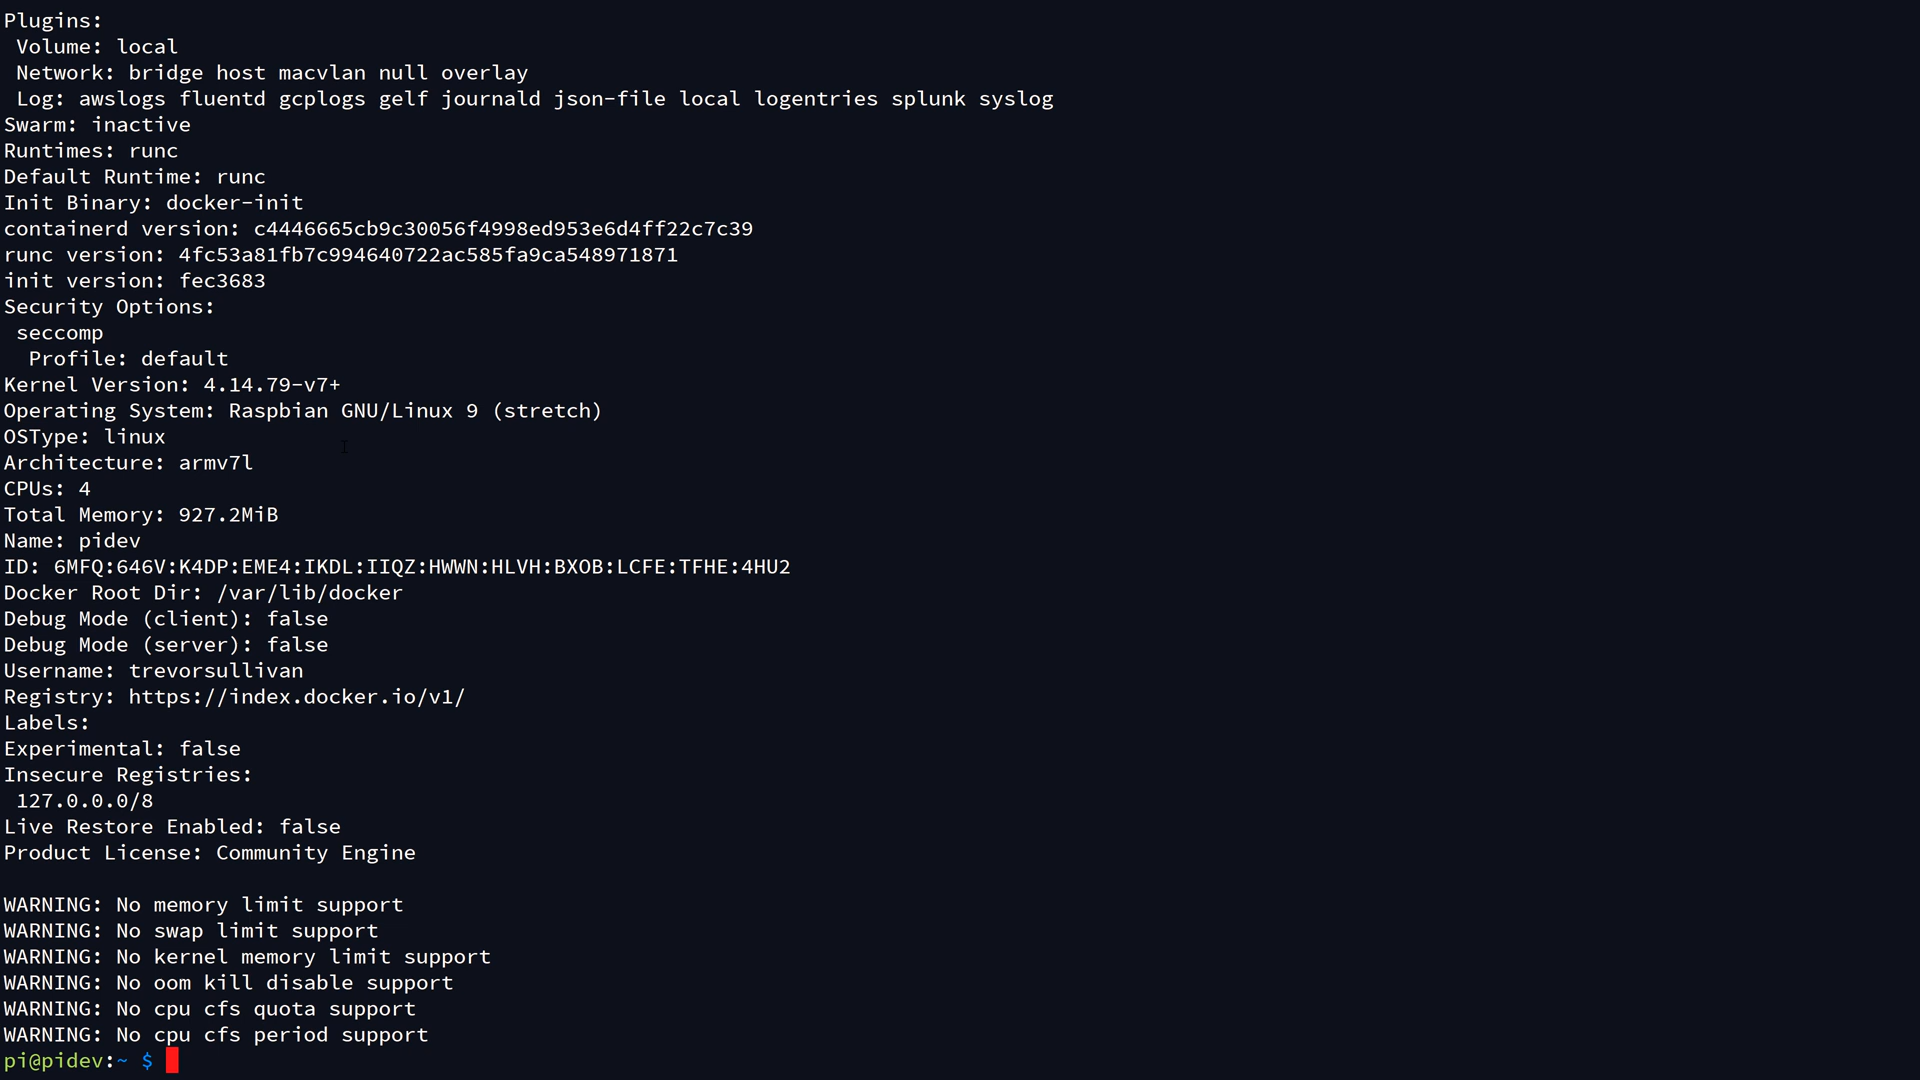 Plugins:
Volume: local
Network: bridge host macvlan null overlay
Log: awslogs fluentd gcplogs gelf journald json-file local logentries splunk syslog
Swarm: inactive
Runtimes: runc
Default Runtime: runc
Init Binary: docker-init
containerd version: c4446665cb9c30056f4998ed953e6d4ff22c7c39
runc version: 4fc53a81fb7c994640722ac585fa9ca548971871
init version: fec3683
Security Options:
seccomp
Profile: default
Kernel Version: 4.14.79-v7+
Operating System: Raspbian GNU/Linux 9 (stretch)
OSType: linux
Architecture: armv7l
CPUs: 4
Total Memory: 927.2MiB
Name: pidev
ID: 6MFQ:646V:K4DP:EME4:IKDL:IIQZ:HWWN:HLVH:BXOB:LCFE:TFHE:4HU2
Docker Root Dir: /var/lib/docker
Debug Mode (client): false
Debug Mode (server): false
Username: trevorsullivan
Registry: https://index.docker.io/v1/
Labels:
Experimental: false
Insecure Registries:
127.0.0.0/8
Live Restore Enabled: false
Product License: Community Engine
WARNING: No memory limit support
WARNING: No swap limit support
WARNING: No kernel memory limit support
WARNING: No oom kill disable support
WARNING: No cpu cfs quota support
WARNING: No cpu cfs period support
pi@pidev:~ $